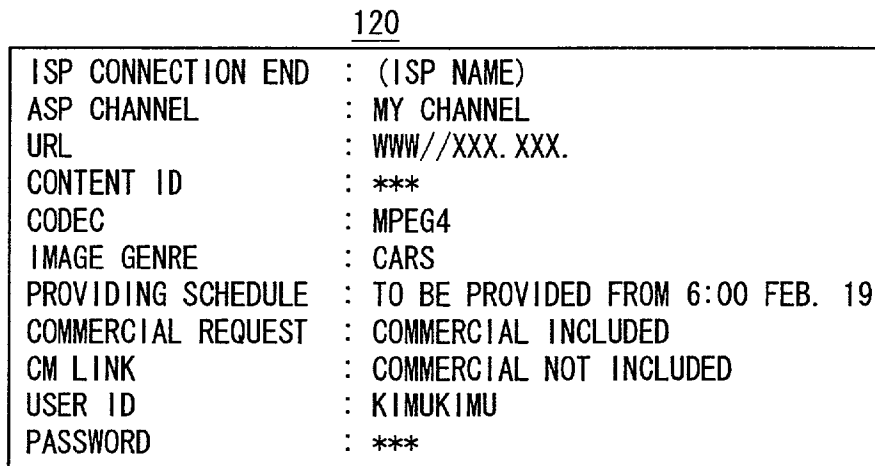 120
ISP CONNECTION END : (ISP NAME)
ASP CHANNEL : MY CHANNEL
URL : WWW//XXX.XXX.
CONTENT ID : ***
CODEC : MPEG4
IMAGE GENRE : CARS
PROVIDING SCHEDULE : TO BE PROVIDED FROM 6:00 FEB. 19
COMMERCIAL REQUEST : COMMERCIAL INCLUDED
CM LINK : COMMERCIAL NOT INCLUDED
USER ID : KIMUKIMU
PASSWORD : ***